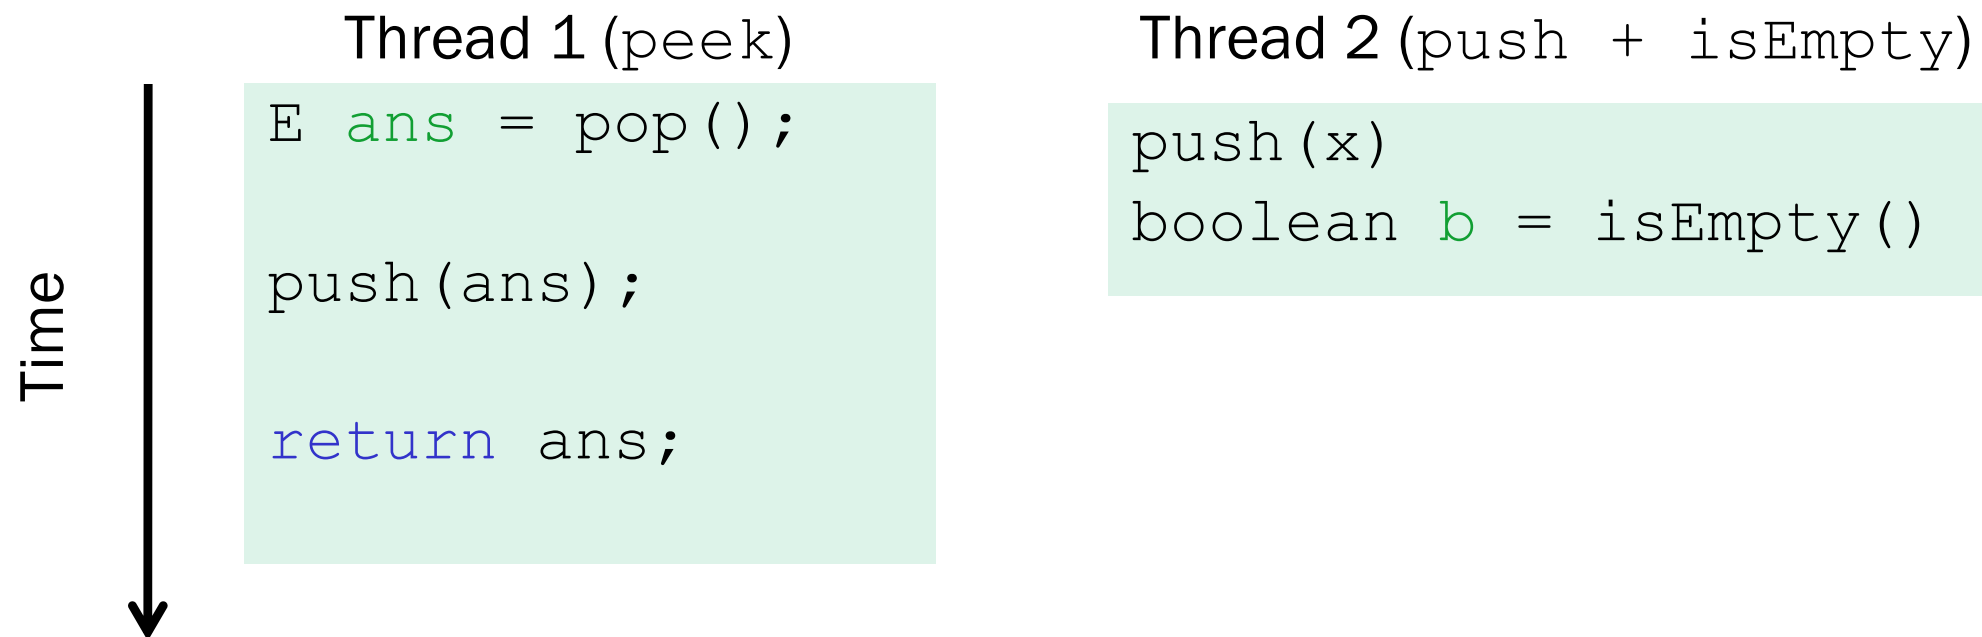 Thread 1 (peek)
E ans = pop();
push(ans);
return ans;
Thread 2 (push + isEmpty)
push(x)
boolean b = isEmpty()
Time